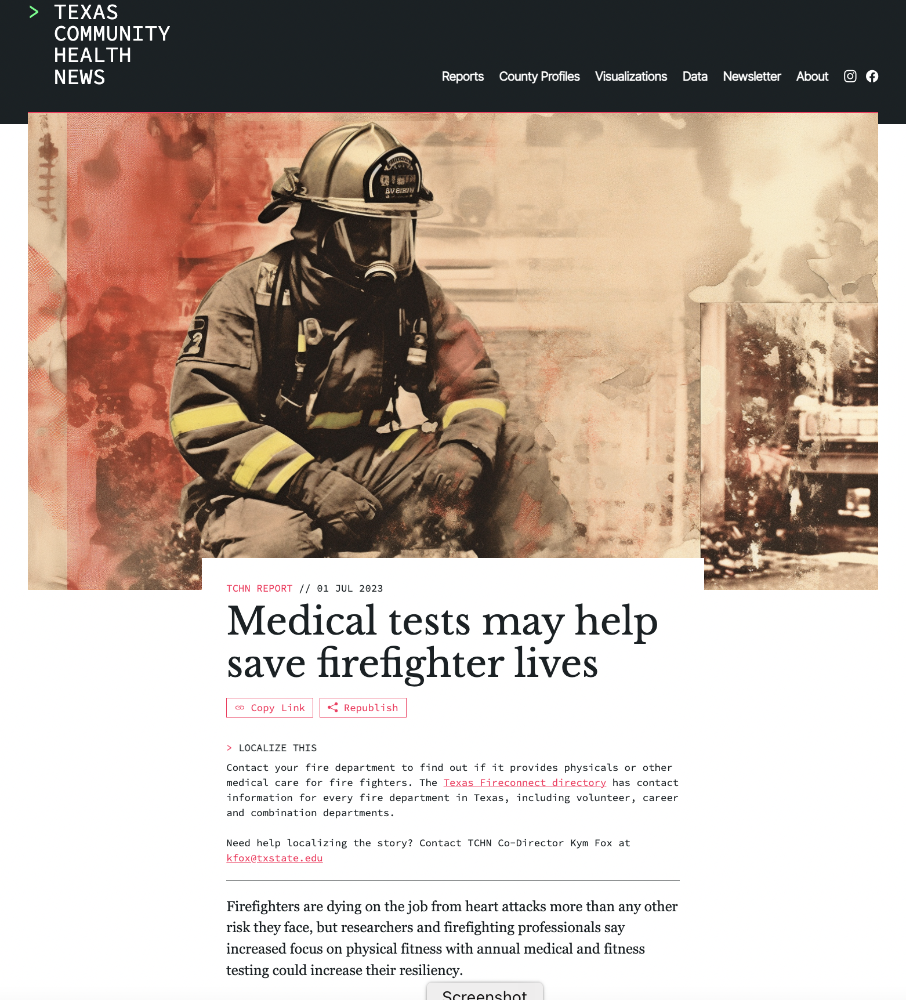 > TEXAS
COMMUNITY
HEALTH
NEWS
Reports County Profiles Visualizations Data Newsletter About
TCHN REPORT // 01 JUL 2023
Medical tests may help
save firefighter lives
Copy Link Republish
> LOCALIZE THIS
Contact your fire department to find out if it provides physicals or other
medical care for fire fighters. The Texas Fireconnect directory has contact
information for every fire department in Texas, including volunteer, career
and combination departments.
Need help localizing the story? Contact TCHN Co-Director Kym Fox at
kfox@txstate.edu
Firefighters are dying on the job from heart attacks more than any other
risk they face, but researchers and firefighting professionals say
increased focus on physical fitness with annual medical and fitness
testing could increase their resiliency.
Screenshot